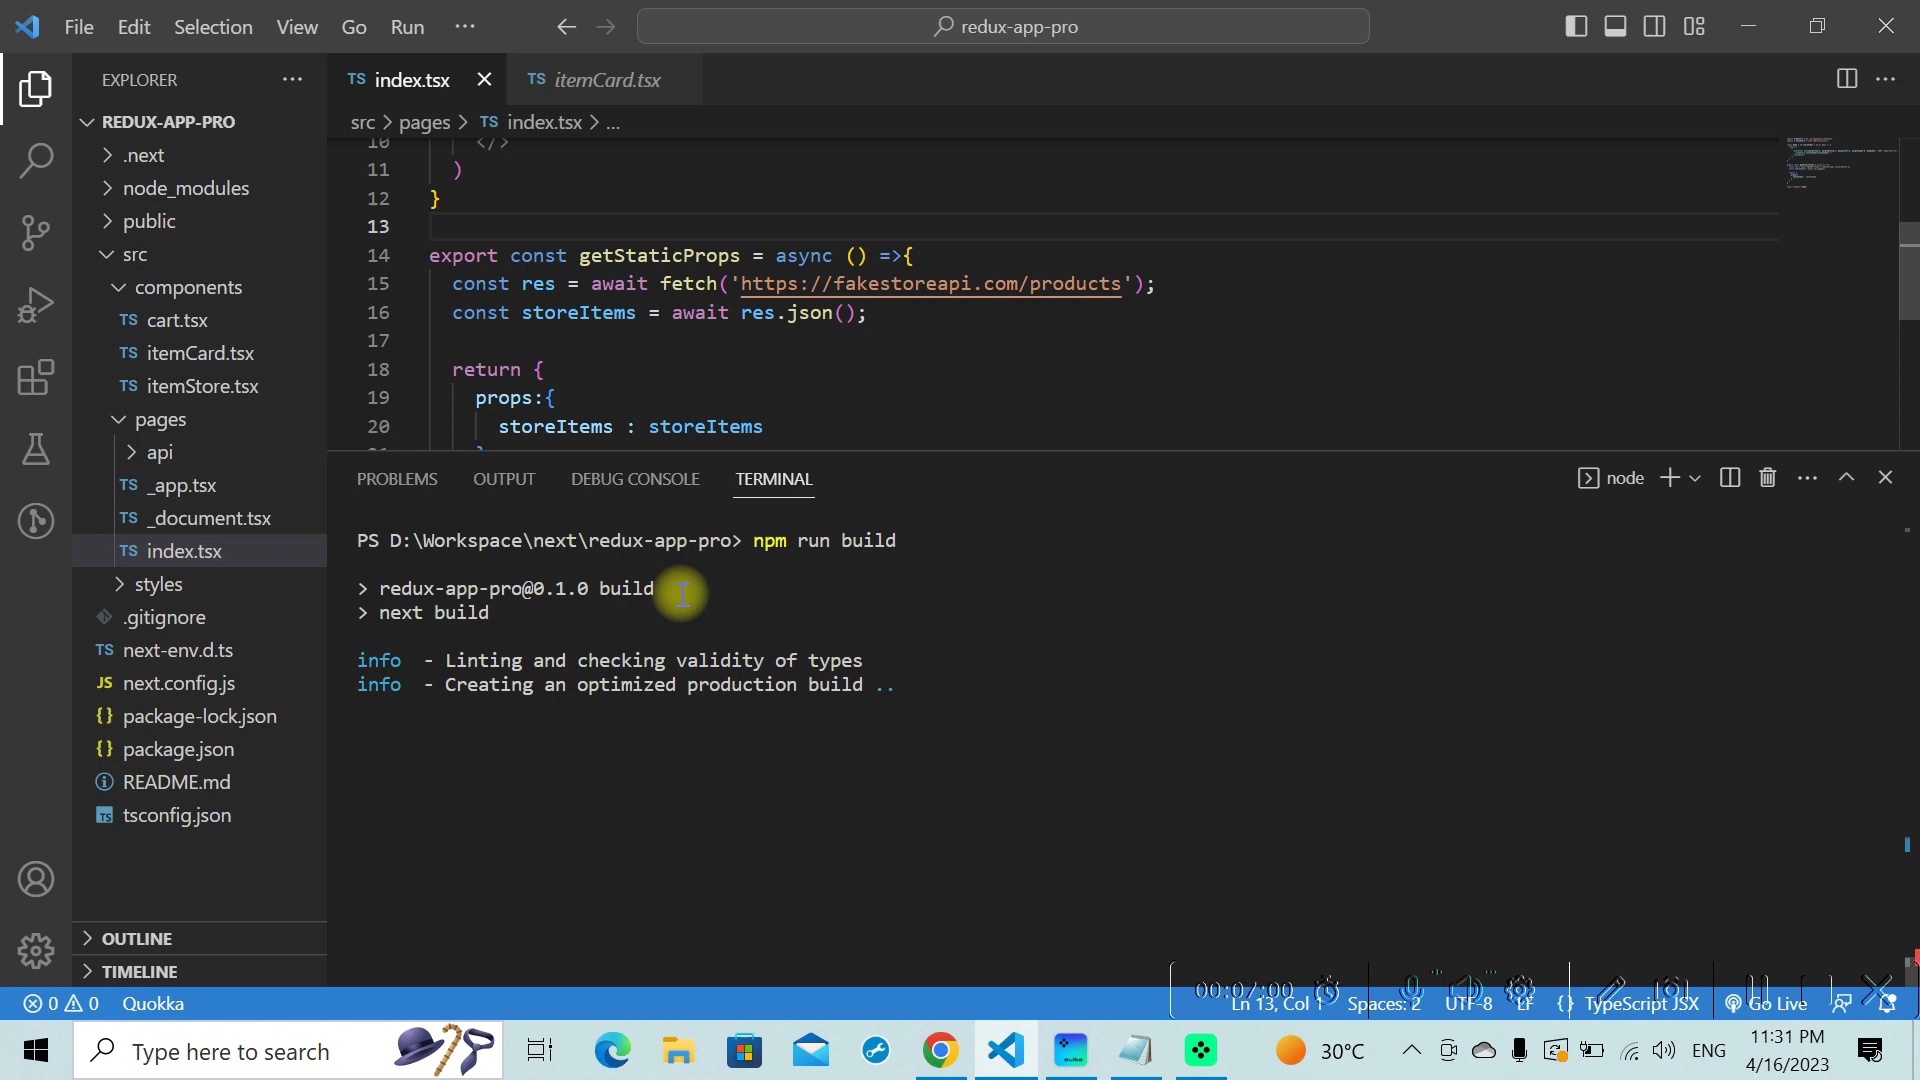 File Edit Selection View Go Run ···
redux-app-pro
EXPLORER
REDUX-APP-PRO
.next
node_modules
public
src
components
TS cart.tsx
TS itemCard.tsx
TS itemStore.tsx
pages
api
TS _app.tsx
TS _document.tsx
TS index.tsx
styles
.gitignore
TS next-env.d.ts
JS next.config.js
{} package-lock.json
{} package.json
README.md
TS tsconfig.json
OUTLINE
TIMELINE
TS index.tsx
TS itemCard.tsx
src > pages > TS index.tsx > ...
10 </>
11 )
12 }
13
14 export const getStaticProps = async () =>{
15 const res = await fetch('https://fakestoreapi.com/products');
16 const storeItems = await res.json();
17
18 return {
19 props:{
20 storeItems : storeItems
PROBLEMS OUTPUT DEBUG CONSOLE TERMINAL
node
PS D:\Workspace\next\redux-app-pro> npm run build
> redux-app-pro@0.1.0 build
> next build
info - Linting and checking validity of types
info - Creating an optimized production build ..
00:07:00
0 0 Quokka
Ln 13, Col 1 Spaces: 2 UTF-8 LF {} TypeScript JSX Go Live
Type here to search
30°C
ENG
11:31 PM
4/16/2023